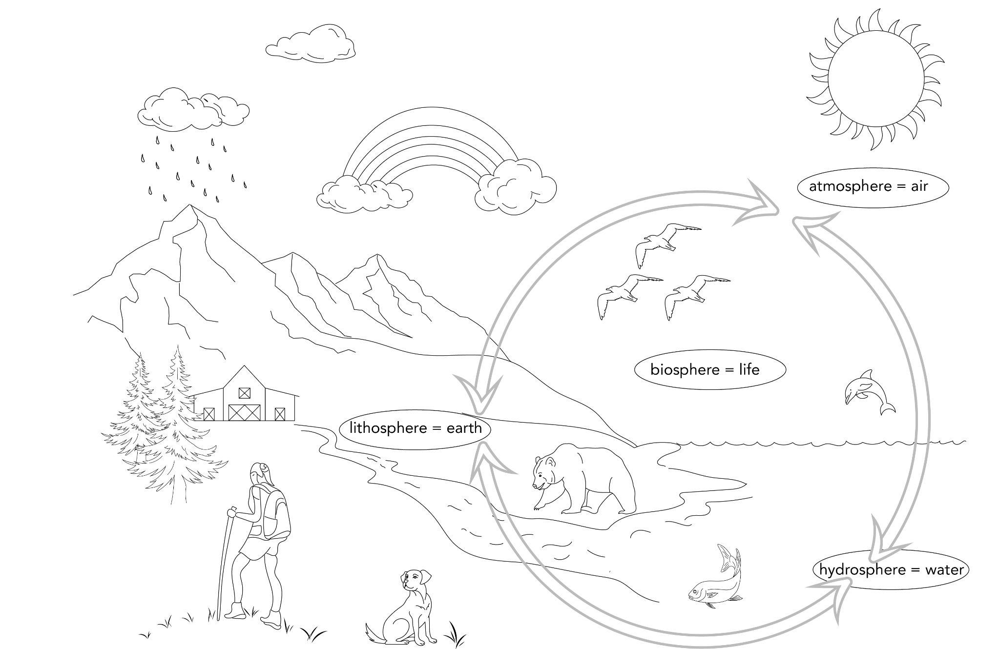 atmosphere = air
biosphere = life
lithosphere = earth
hydrosphere = water